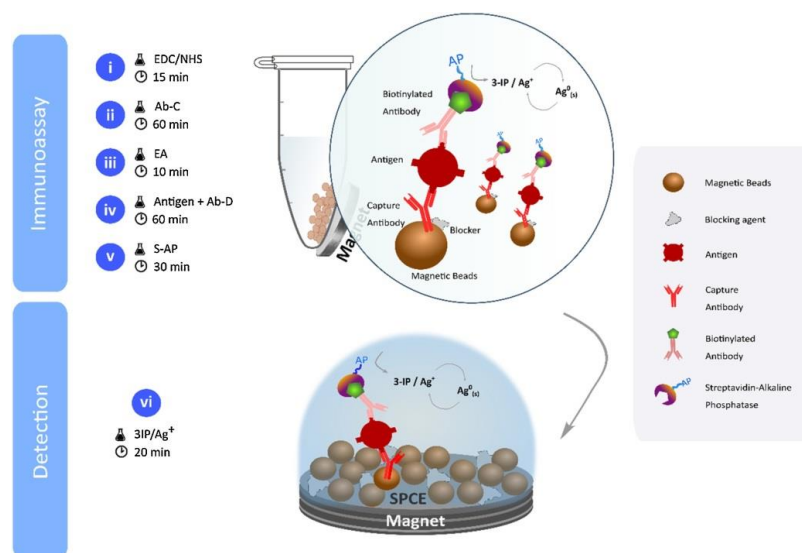 Immunoassay
i
EDC/NHS
15 min
ii
Ab-C
60 min
iii
EA
10 min
iv
Antigen + Ab-D
60 min
v
S-AP
30 min
Magnet
AP
3-IP / Ag⁺
Ag⁰(s)
Biotinylated
Antibody
Antigen
Capture
Antibody
Blocker
Magnetic Beads
AP
AP
Magnetic Beads
Blocking agent
Antigen
Capture
Antibody
Biotinylated
Antibody
AP
Streptavidin-Alkaline
Phosphatase
Detection
vi
3IP/Ag⁺
20 min
AP
3-IP / Ag⁺
Ag⁰(s)
SPCE
Magnet